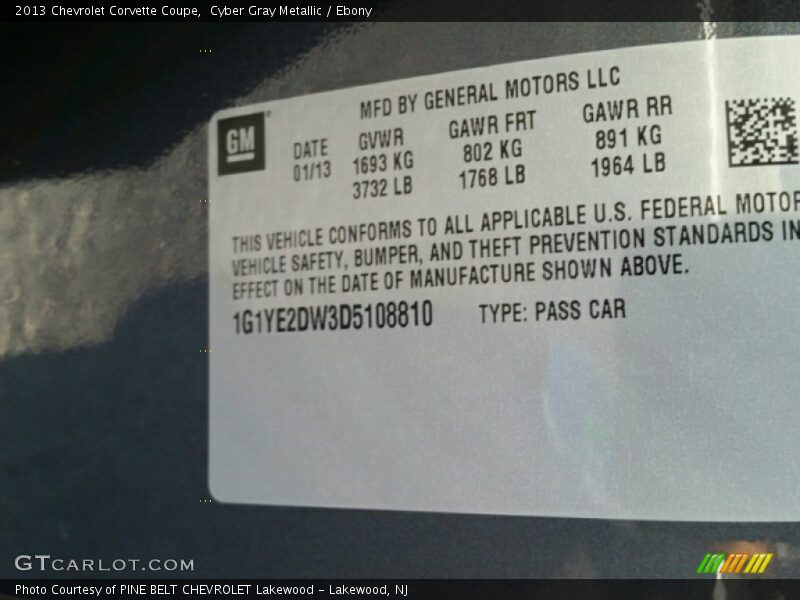 2013 Chevrolet Corvette Coupe, Cyber Gray Metallic / Ebony
MFD BY GENERAL MOTORS LLC
GM
DATE GVWR GAWR FRT GAWR RR
01/13 1693 KG 802 KG 891 KG
3732 LB 1768 LB 1964 LB
THIS VEHICLE CONFORMS TO ALL APPLICABLE U.S. FEDERAL MOTOR
VEHICLE SAFETY, BUMPER, AND THEFT PREVENTION STANDARDS IN
EFFECT ON THE DATE OF MANUFACTURE SHOWN ABOVE.
1G1YE2DW3D5108810 TYPE: PASS CAR
GTCARLOT.COM
Photo Courtesy of PINE BELT CHEVROLET Lakewood - Lakewood, NJ